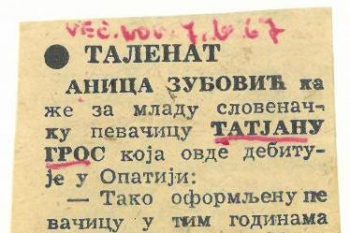 Več. nov. 7.6.67
● ТАЛЕНАТ
АНИЦА ЗУБОВИЋ ка
же за младу словенач-
ку певачицу ТАТЈАНУ
ГРОС која овде дебиту-
је у Опатији:
— Тако оформљену пе
вачицу у тим годинама